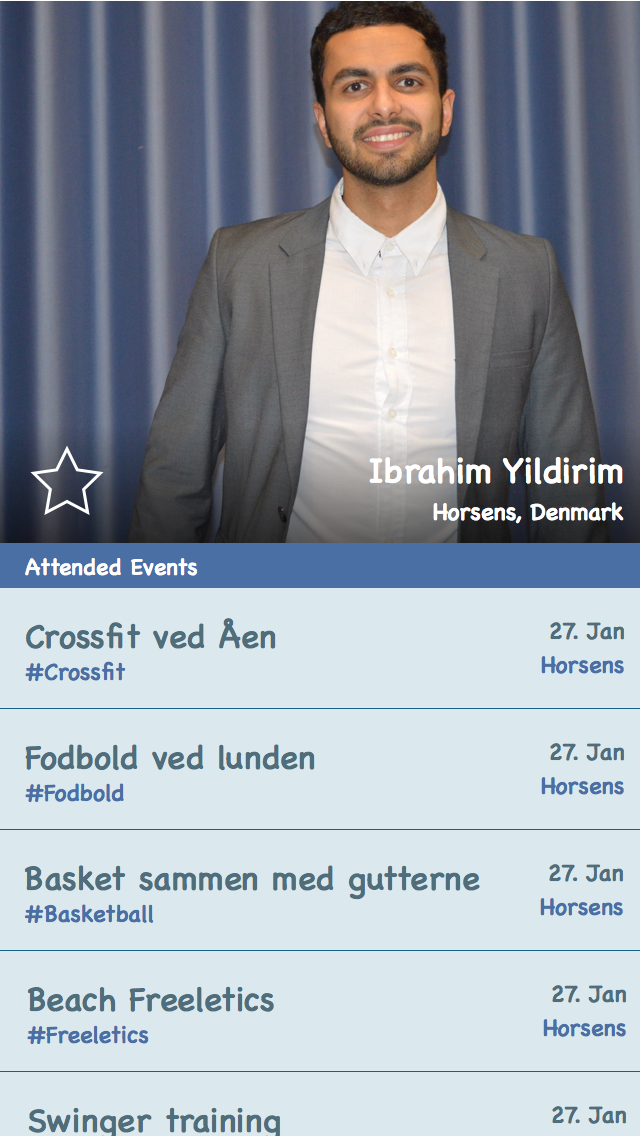 Ibrahim Yildirim
Horsens, Denmark
Attended Events
Crossfit ved Åen
27. Jan
#Crossfit
Horsens
Fodbold ved lunden
27. Jan
#Fodbold
Horsens
Basket sammen med gutterne
27. Jan
#Basketball
Horsens
Beach Freeletics
27. Jan
#Freeletics
Horsens
Swinger training
27. Jan